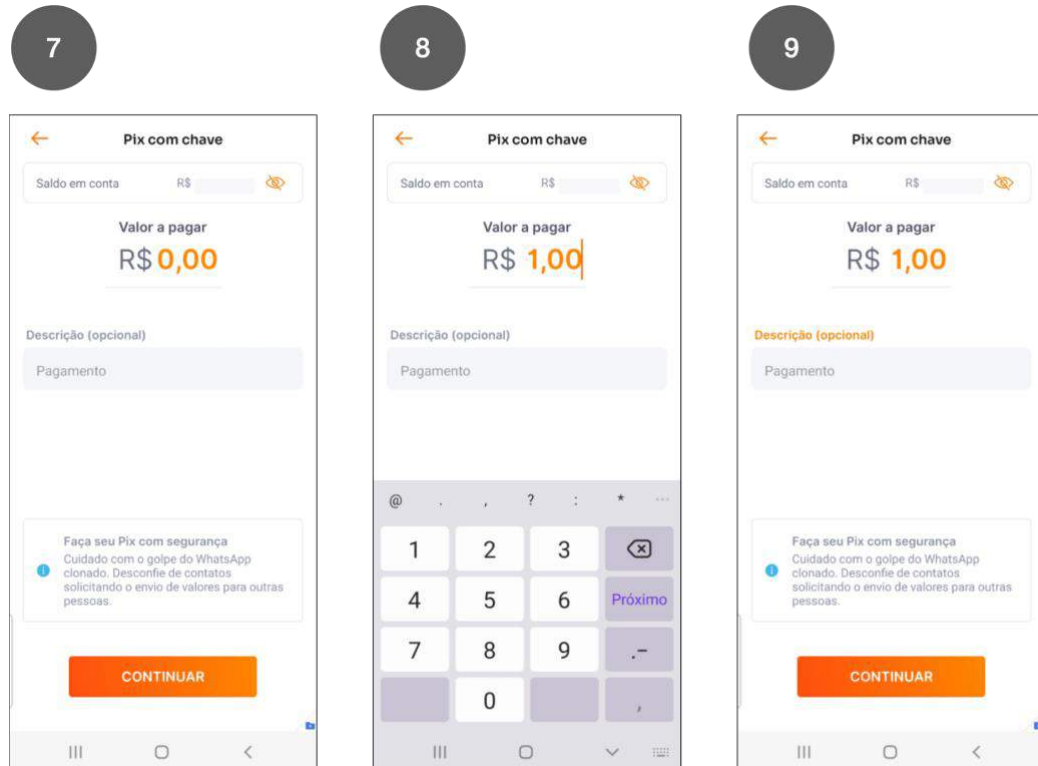 7
Pix com chave
Saldo em conta R$
Valor a pagar
R$ 0,00
Descrição (opcional)
Pagamento
Faça seu Pix com segurança
Cuidado com o golpe do WhatsApp
clonado. Desconfie de contatos
solicitando o envio de valores para outras
pessoas.
CONTINUAR
8
Pix com chave
Saldo em conta R$
Valor a pagar
R$ 1,00
Descrição (opcional)
Pagamento
@ . , ? : * ...
1 2 3
4 5 6 Próximo
7 8 9 .-
0 ,
9
Pix com chave
Saldo em conta R$
Valor a pagar
R$ 1,00
Descrição (opcional)
Pagamento
Faça seu Pix com segurança
Cuidado com o golpe do WhatsApp
clonado. Desconfie de contatos
solicitando o envio de valores para outras
pessoas.
CONTINUAR